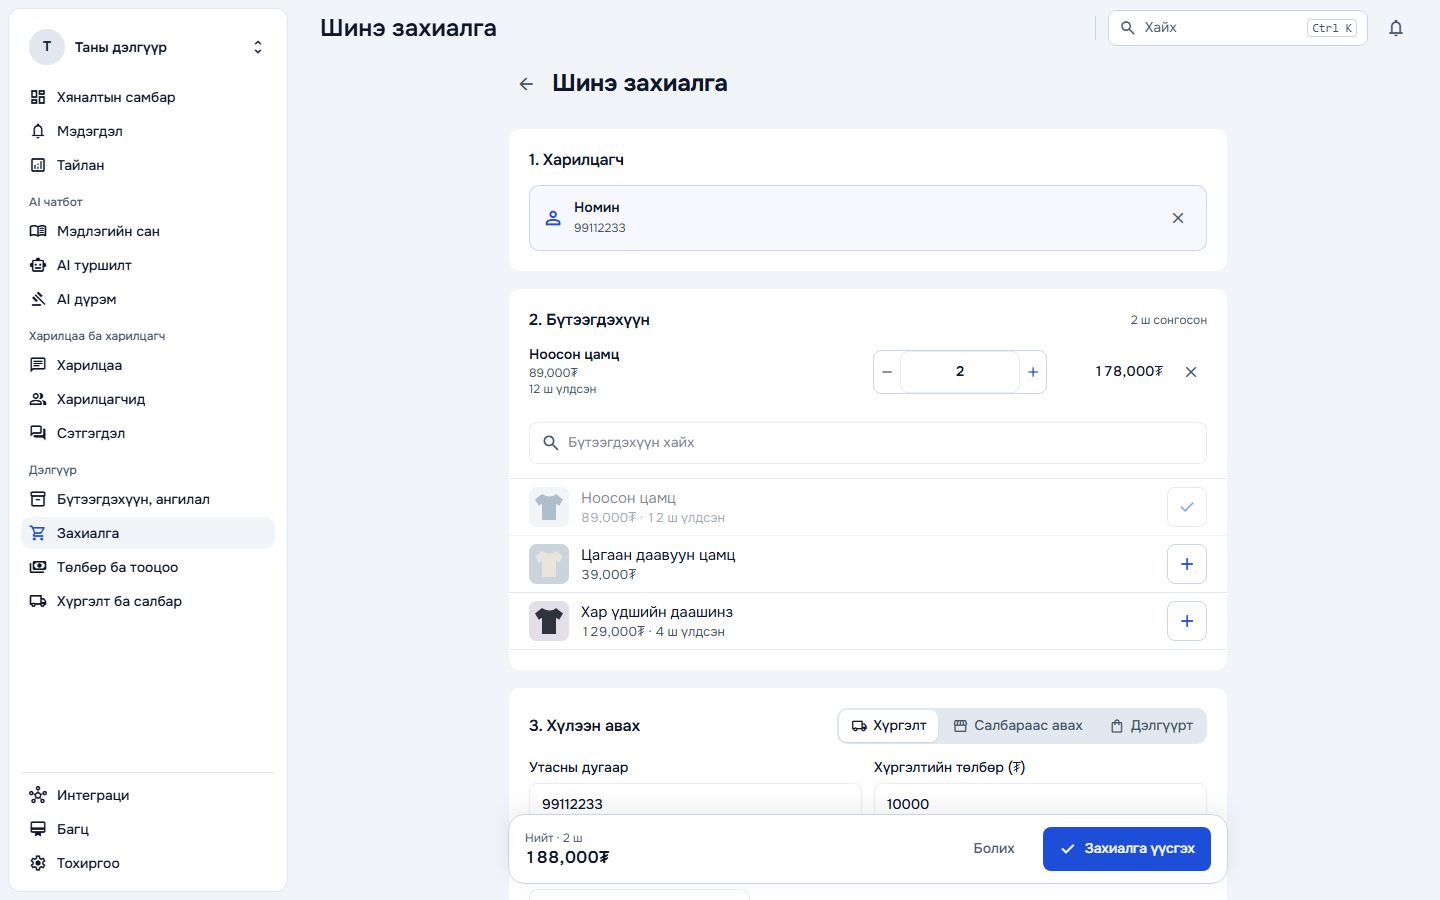 Т Таны дэлгүүр
Хяналтын самбар
Мэдэгдэл
Тайлан
AI чатбот
Мэдлэгийн сан
AI туршилт
AI дүрэм
Харилцаа ба харилцагч
Харилцаа
Харилцагчид
Сэтгэгдэл
Дэлгүүр
Бүтээгдэхүүн, ангилал
Захиалга
Төлбөр ба тооцоо
Хүргэлт ба салбар
Интеграци
Багц
Тохиргоо
Шинэ захиалга
Хайх Ctrl K
Шинэ захиалга
1. Харилцагч
Номин
99112233
2. Бүтээгдэхүүн 2 ш сонгосон
Ноосон цамц
89,000₮
12 ш үлдсэн
2 178,000₮
Бүтээгдэхүүн хайх
Ноосон цамц
89,000₮ · 12 ш үлдсэн
Цагаан даавуун цамц
39,000₮
Хар үдшийн даашинз
129,000₮ · 4 ш үлдсэн
3. Хүлээн авах Хүргэлт Салбараас авах Дэлгүүрт
Утасны дугаар Хүргэлтийн төлбөр (₮)
99112233 10000
Нийт · 2 ш
188,000₮
Болих Захиалга үүсгэх